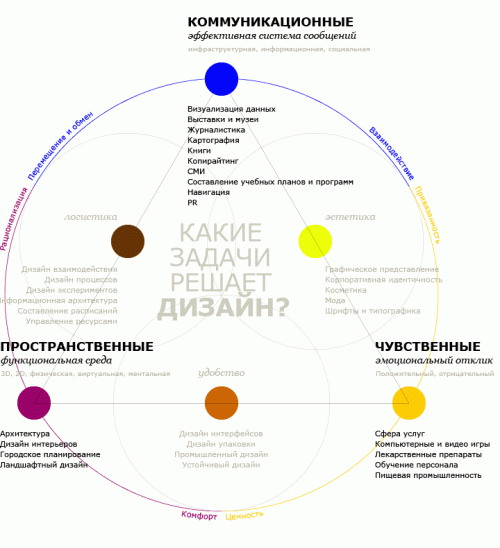 КОММУНИКАЦИОННЫЕ
эффективная система сообщений
инфраструктурная, информационная, социальная
Перемещение и обмен
Взаимодействие
Визуализация данных
Выставки и музеи
Журналистика
Картография
Книги
Копирайтинг
СМИ
Составление учебных планов и программ
Навигация
PR
Рационализация
Привязанность
логистика
эстетика
КАКИЕ
ЗАДАЧИ
РЕШАЕТ
ДИЗАЙН?
Дизайн взаимодействия
Дизайн процессов
Дизайн экспериментов
Информационная архитектура
Составление расписаний
Управление ресурсами
Графическое представление
Корпоративная идентичность
Косметика
Мода
Шрифты и типографика
ПРОСТРАНСТВЕННЫЕ
функциональная среда
3D, 2D, физическая, виртуальная, ментальная
удобство
ЧУВСТВЕННЫЕ
эмоциональный отклик
Положительный, отрицательный
Архитектура
Дизайн интерьеров
Городское планирование
Ландшафтный дизайн
Дизайн интерфейсов
Дизайн упаковки
Промышленный дизайн
Устойчивый дизайн
Сфера услуг
Компьютерные и видео игры
Лекарственные препараты
Обучение персонала
Пищевая промышленность
Комфорт
Ценность